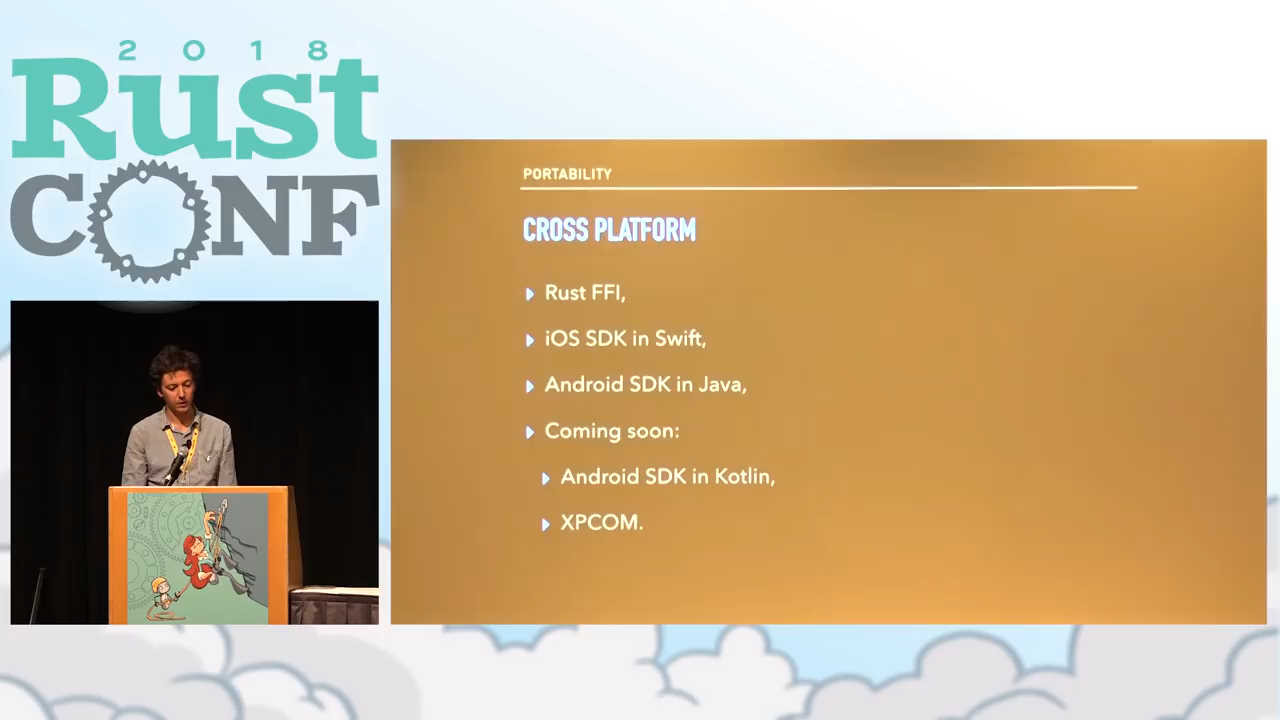 2018
Rust
CONF
PORTABILITY
CROSS PLATFORM
Rust FFI,
iOS SDK in Swift,
Android SDK in Java,
Coming soon:
Android SDK in Kotlin,
XPCOM.